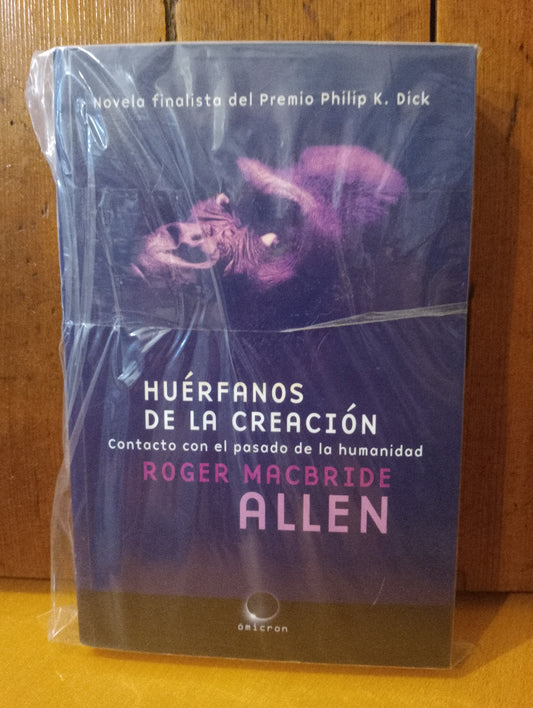 Novela finalista del Premio Philip K. Dick
HUÉRFANOS
DE LA CREACIÓN
Contacto con el pasado de la humanidad
ROGER MACBRIDE
ALLEN
ómicron